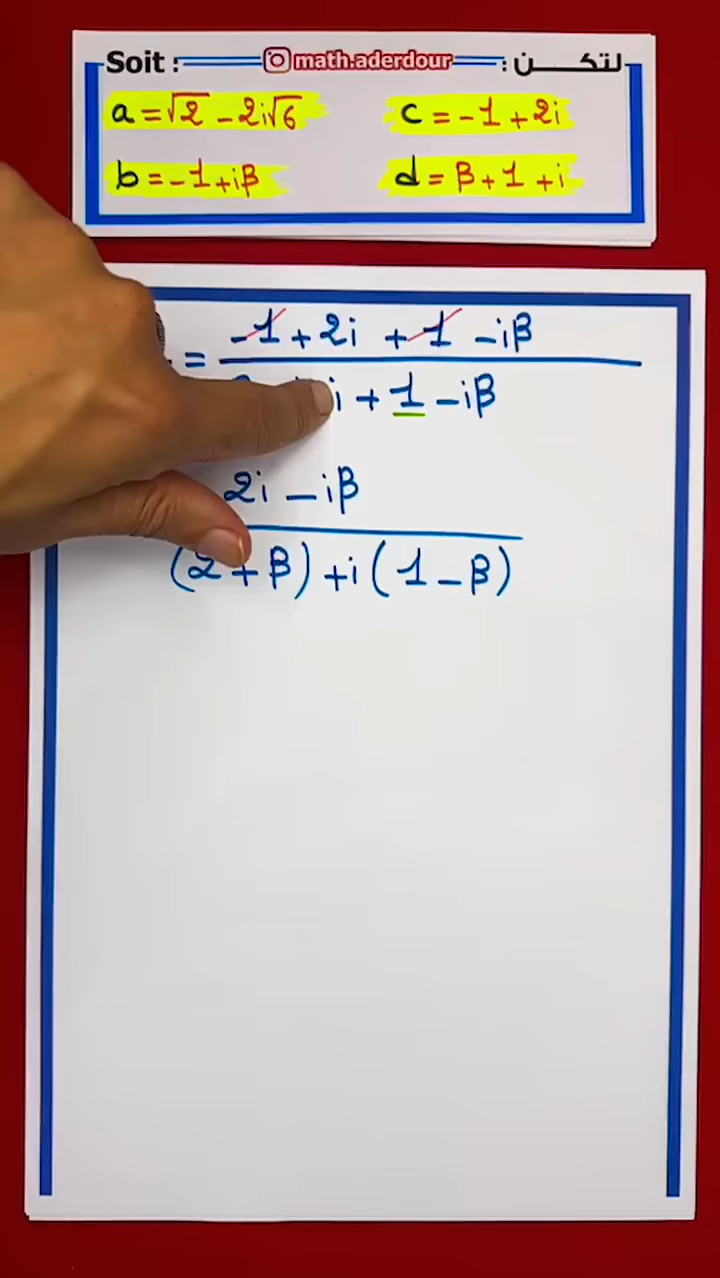 Soit : math.aderdour لتكن :
a = √2 - 2i√6 c = -1 + 2i
b = -1 + iβ d = β + 1 + i
= -1 + 2i + 1 - iβ
i + 1 - iβ
2i - iβ
(2 + β) + i(1 - β)